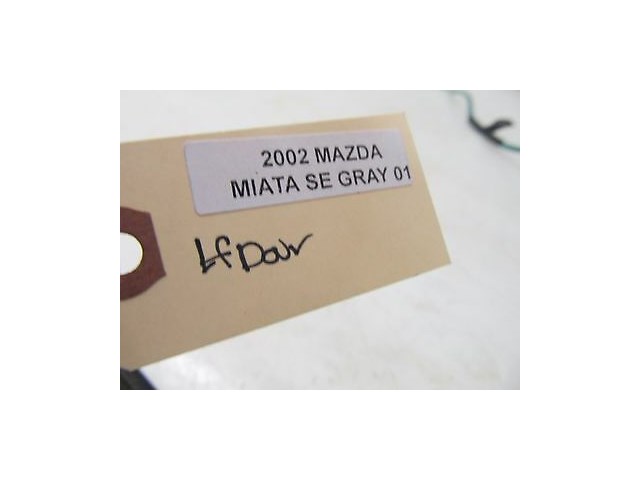 2002 MAZDA
MIATA SE GRAY 01
Lf Door